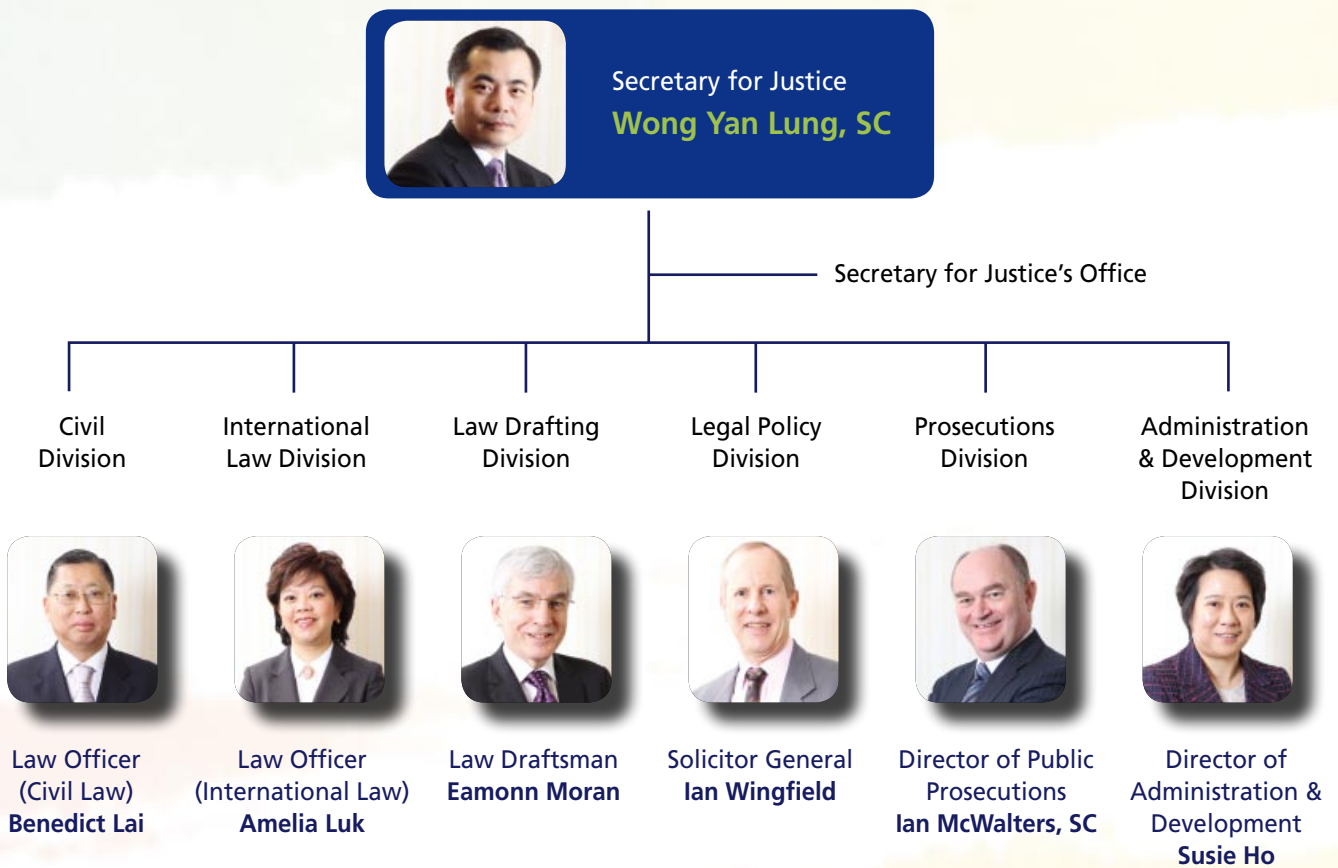 Secretary for Justice
Wong Yan Lung, SC
Secretary for Justice’s Office
Civil
Division
International
Law Division
Law Drafting
Division
Legal Policy
Division
Prosecutions
Division
Administration
& Development
Division
Law Officer
(Civil Law)
Benedict Lai
Law Officer
(International Law)
Amelia Luk
Law Draftsman
Eamonn Moran
Solicitor General
Ian Wingfield
Director of Public
Prosecutions
Ian McWalters, SC
Director of
Administration &
Development
Susie Ho